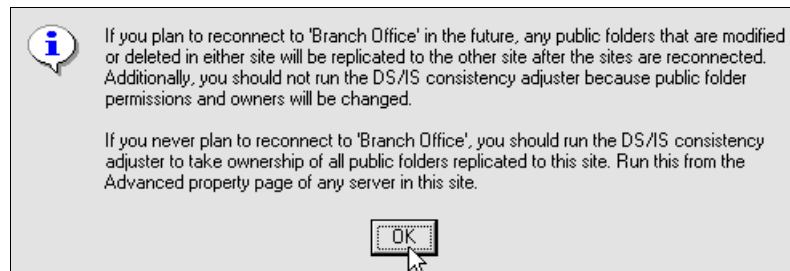 If you plan to reconnect to 'Branch Office' in the future, any public folders that are modified
or deleted in either site will be replicated to the other site after the sites are reconnected.
Additionally, you should not run the DS/IS consistency adjuster because public folder
permissions and owners will be changed.
If you never plan to reconnect to 'Branch Office', you should run the DS/IS consistency
adjuster to take ownership of all public folders replicated to this site. Run this from the
Advanced property page of any server in this site.
OK